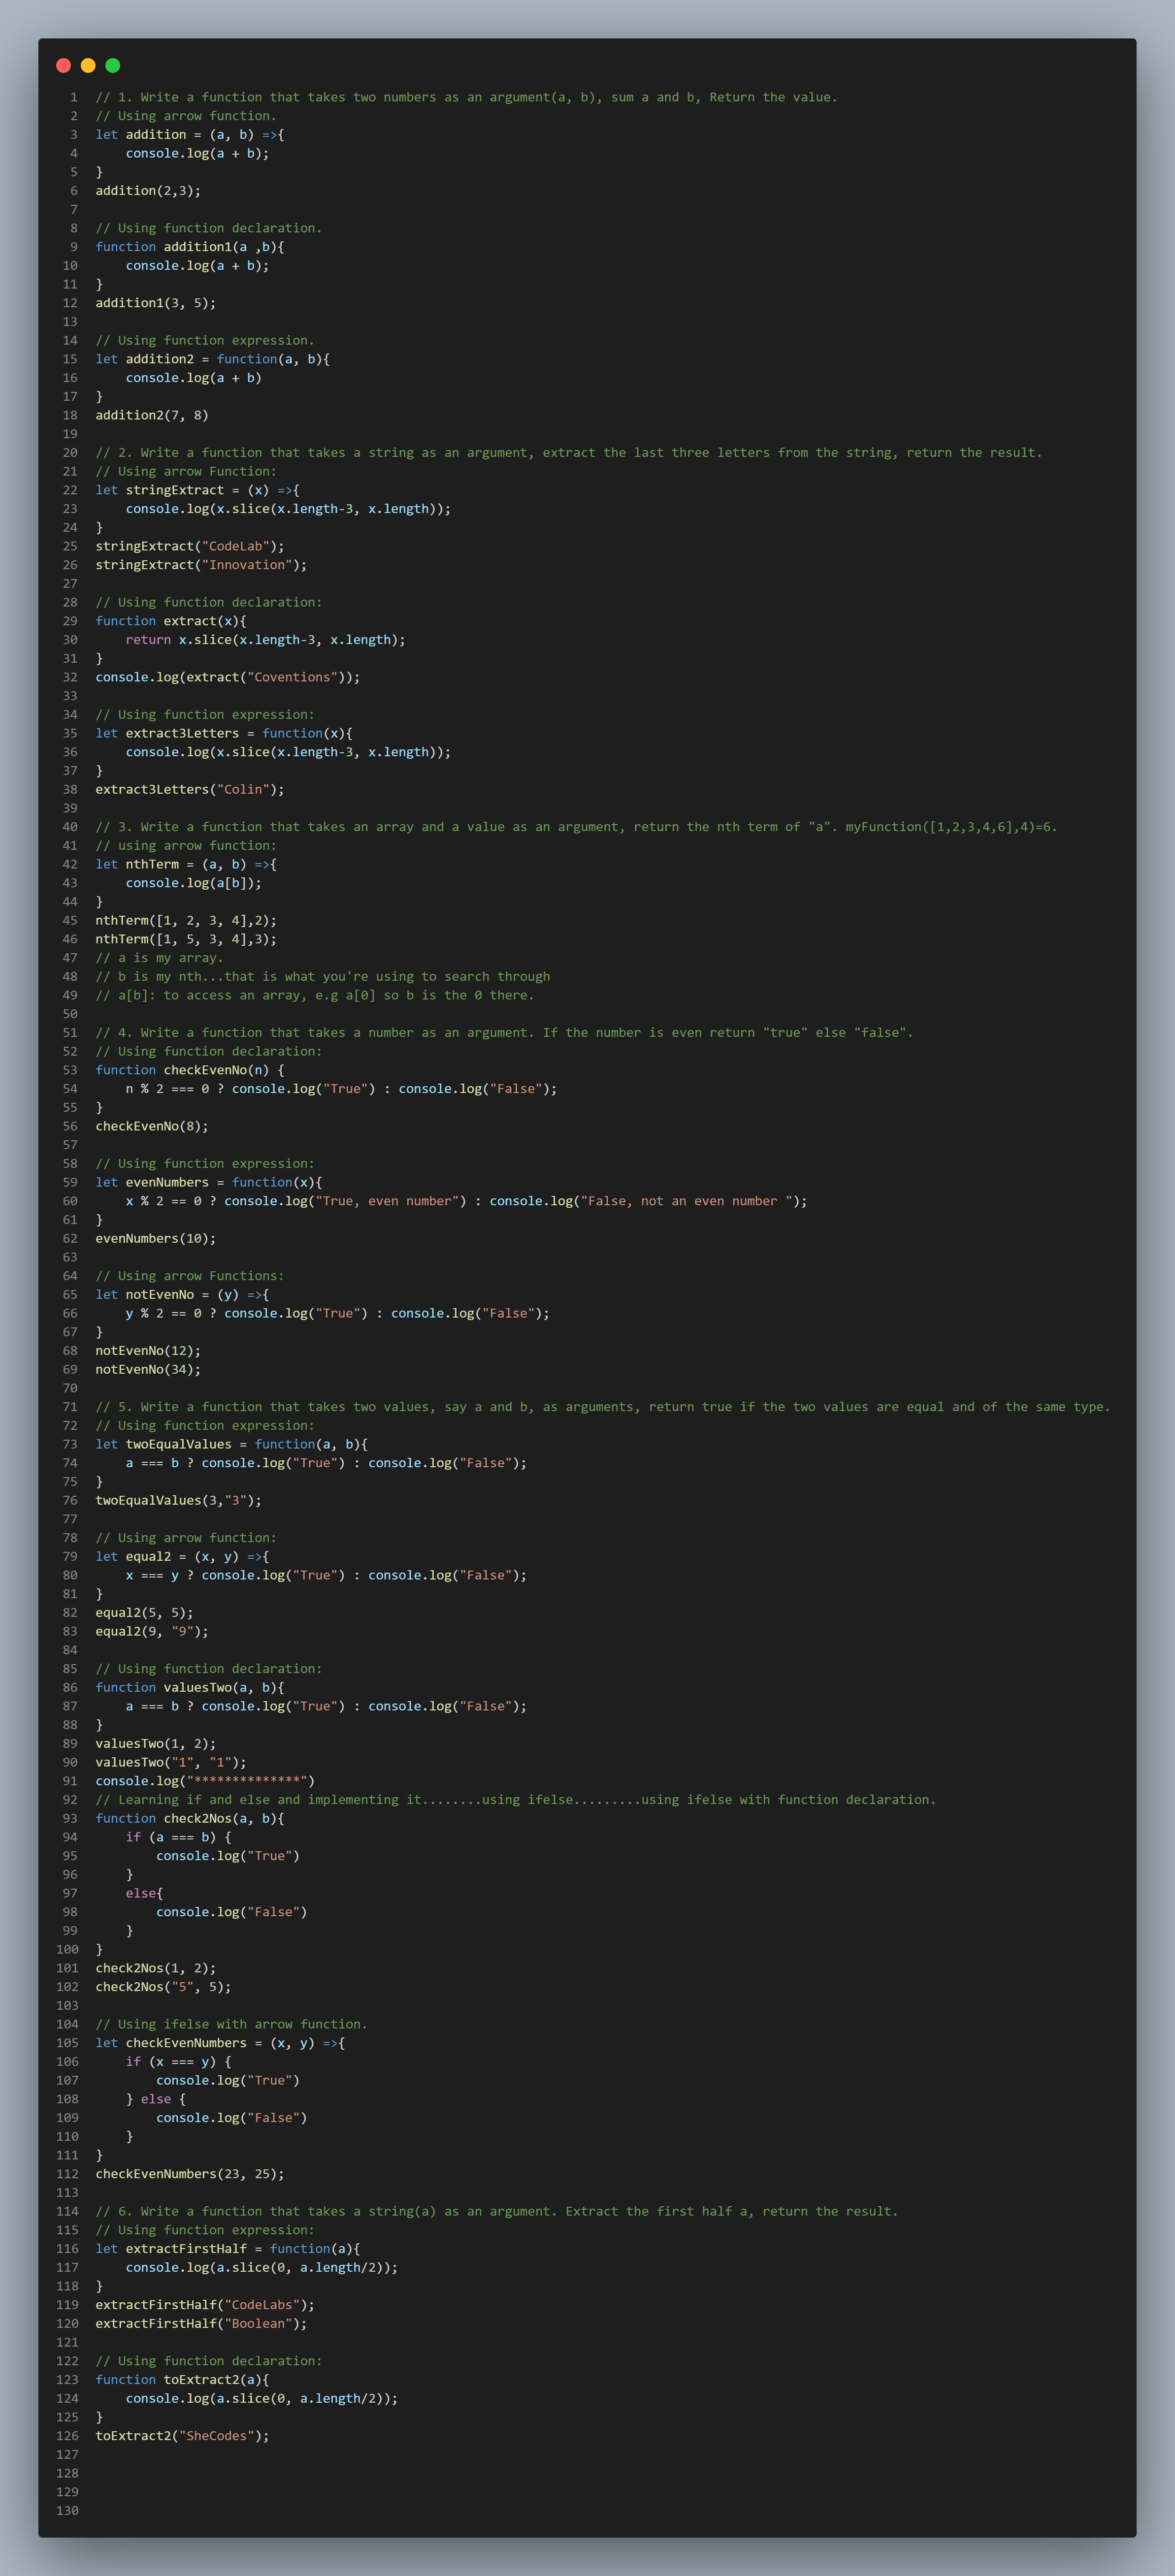 1 // 1. Write a function that takes two numbers as an argument(a, b), sum a and b, Return the value.
2 // Using arrow function.
3 let addition = (a, b) =>{
4     console.log(a + b);
5 }
6 addition(2,3);
7
8 // Using function declaration.
9 function addition1(a ,b){
10     console.log(a + b);
11 }
12 addition1(3, 5);
13
14 // Using function expression.
15 let addition2 = function(a, b){
16     console.log(a + b)
17 }
18 addition2(7, 8)
19
20 // 2. Write a function that takes a string as an argument, extract the last three letters from the string, return the result.
21 // Using arrow Function:
22 let stringExtract = (x) =>{
23     console.log(x.slice(x.length-3, x.length));
24 }
25 stringExtract("CodeLab");
26 stringExtract("Innovation");
27
28 // Using function declaration:
29 function extract(x){
30     return x.slice(x.length-3, x.length);
31 }
32 console.log(extract("Coventions"));
33
34 // Using function expression:
35 let extract3Letters = function(x){
36     console.log(x.slice(x.length-3, x.length));
37 }
38 extract3Letters("Colin");
39
40 // 3. Write a function that takes an array and a value as an argument, return the nth term of "a". myFunction([1,2,3,4,6],4)=6.
41 // using arrow function:
42 let nthTerm = (a, b) =>{
43     console.log(a[b]);
44 }
45 nthTerm([1, 2, 3, 4],2);
46 nthTerm([1, 5, 3, 4],3);
47 // a is my array.
48 // b is my nth...that is what you're using to search through
49 // a[b]: to access an array, e.g a[0] so b is the 0 there.
50
51 // 4. Write a function that takes a number as an argument. If the number is even return "true" else "false".
52 // Using function declaration:
53 function checkEvenNo(n) {
54     n % 2 === 0 ? console.log("True") : console.log("False");
55 }
56 checkEvenNo(8);
57
58 // Using function expression:
59 let evenNumbers = function(x){
60     x % 2 == 0 ? console.log("True, even number") : console.log("False, not an even number ");
61 }
62 evenNumbers(10);
63
64 // Using arrow Functions:
65 let notEvenNo = (y) =>{
66     y % 2 == 0 ? console.log("True") : console.log("False");
67 }
68 notEvenNo(12);
69 notEvenNo(34);
70
71 // 5. Write a function that takes two values, say a and b, as arguments, return true if the two values are equal and of the same type.
72 // Using function expression:
73 let twoEqualValues = function(a, b){
74     a === b ? console.log("True") : console.log("False");
75 }
76 twoEqualValues(3,"3");
77
78 // Using arrow function:
79 let equal2 = (x, y) =>{
80     x === y ? console.log("True") : console.log("False");
81 }
82 equal2(5, 5);
83 equal2(9, "9");
84
85 // Using function declaration:
86 function valuesTwo(a, b){
87     a === b ? console.log("True") : console.log("False");
88 }
89 valuesTwo(1, 2);
90 valuesTwo("1", "1");
91 console.log("**************")
92 // Learning if and else and implementing it........using ifelse.........using ifelse with function declaration.
93 function check2Nos(a, b){
94     if (a === b) {
95         console.log("True")
96     }
97     else{
98         console.log("False")
99     }
100 }
101 check2Nos(1, 2);
102 check2Nos("5", 5);
103
104 // Using ifelse with arrow function.
105 let checkEvenNumbers = (x, y) =>{
106     if (x === y) {
107         console.log("True")
108     } else {
109         console.log("False")
110     }
111 }
112 checkEvenNumbers(23, 25);
113
114 // 6. Write a function that takes a string(a) as an argument. Extract the first half a, return the result.
115 // Using function expression:
116 let extractFirstHalf = function(a){
117     console.log(a.slice(0, a.length/2));
118 }
119 extractFirstHalf("CodeLabs");
120 extractFirstHalf("Boolean");
121
122 // Using function declaration:
123 function toExtract2(a){
124     console.log(a.slice(0, a.length/2));
125 }
126 toExtract2("SheCodes");
127
128
129
130